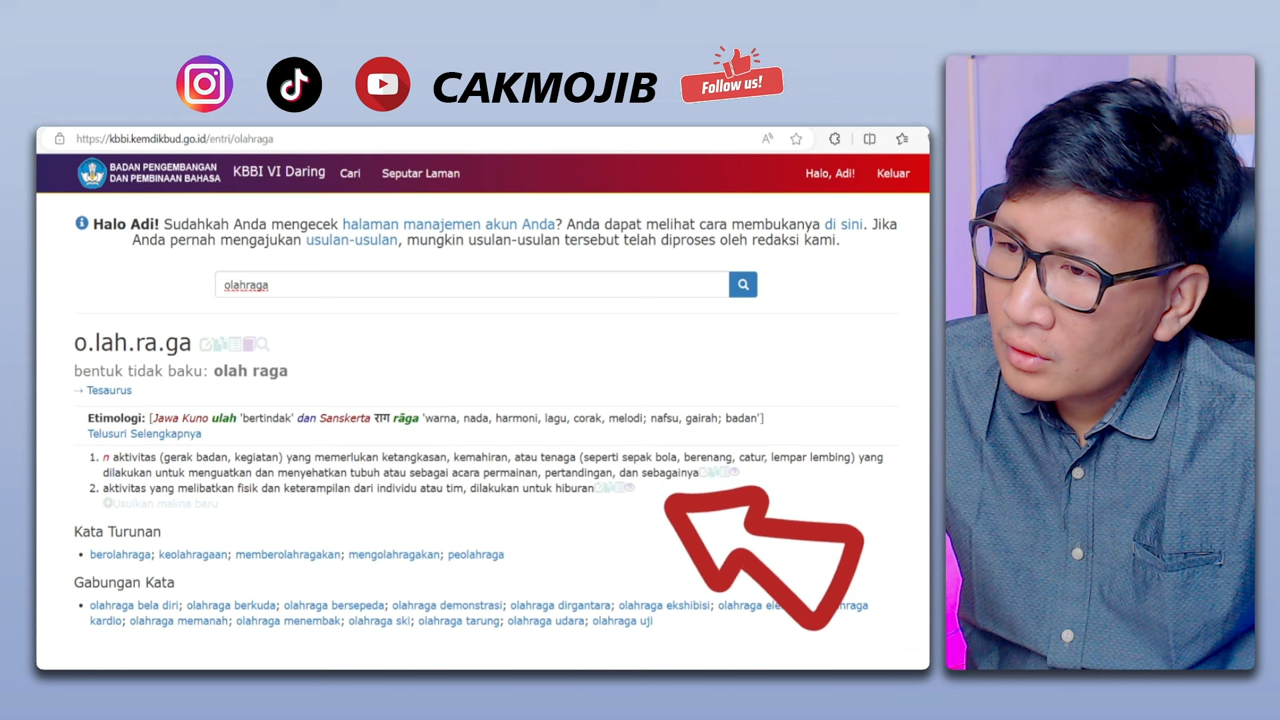 CAKMOJIB
Follow us!
https://kbbi.kemdikbud.go.id/entri/olahraga
BADAN PENGEMBANGAN
DAN PEMBINAAN BAHASA
KBBI VI Daring
Cari
Seputar Laman
Halo, Adi!
Keluar
Halo Adi! Sudahkah Anda mengecek halaman manajemen akun Anda? Anda dapat melihat cara membukanya di sini. Jika
Anda pernah mengajukan usulan-usulan, mungkin usulan-usulan tersebut telah diproses oleh redaksi kami.
olahraga
o.lah.ra.ga
bentuk tidak baku: olah raga
→ Tesaurus
Etimologi: [Jawa Kuno ulah 'bertindak' dan Sanskerta राग rāga 'warna, nada, harmoni, lagu, corak, melodi; nafsu, gairah; badan']
Telusuri Selengkapnya
1. n aktivitas (gerak badan, kegiatan) yang memerlukan ketangkasan, kemahiran, atau tenaga (seperti sepak bola, berenang, catur, lempar lembing) yang
dilakukan untuk menguatkan dan menyehatkan tubuh atau sebagai acara permainan, pertandingan, dan sebagainya
2. aktivitas yang melibatkan fisik dan keterampilan dari individu atau tim, dilakukan untuk hiburan
Usulkan makna baru
Kata Turunan
• berolahraga; keolahragaan; memberolahragakan; mengolahragakan; peolahraga
Gabungan Kata
• olahraga bela diri; olahraga berkuda; olahraga bersepeda; olahraga demonstrasi; olahraga dirgantara; olahraga ekshibisi; olahraga
kardio; olahraga memanah; olahraga menembak; olahraga ski; olahraga tarung; olahraga udara; olahraga uji